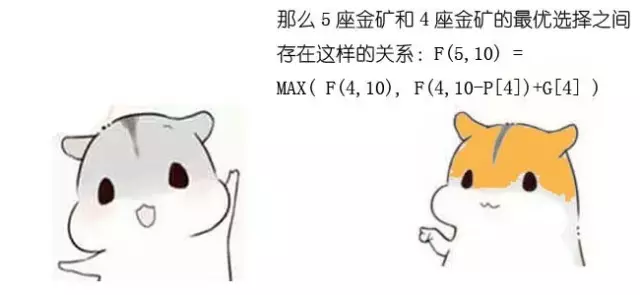 那么5座金矿和4座金矿的最优选择之间
存在这样的关系：F(5,10) =
MAX( F(4,10), F(4,10-P[4])+G[4] )